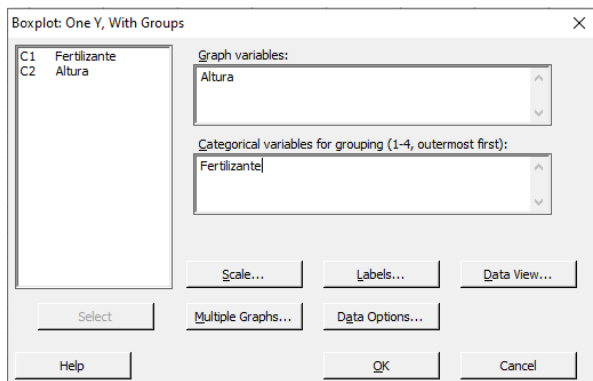 Boxplot: One Y, With Groups
C1 Fertilizante
C2 Altura
Graph variables:
Altura
Categorical variables for grouping (1-4, outermost first):
Fertilizante
Scale...
Labels...
Data View...
Select
Multiple Graphs...
Data Options...
Help
OK
Cancel